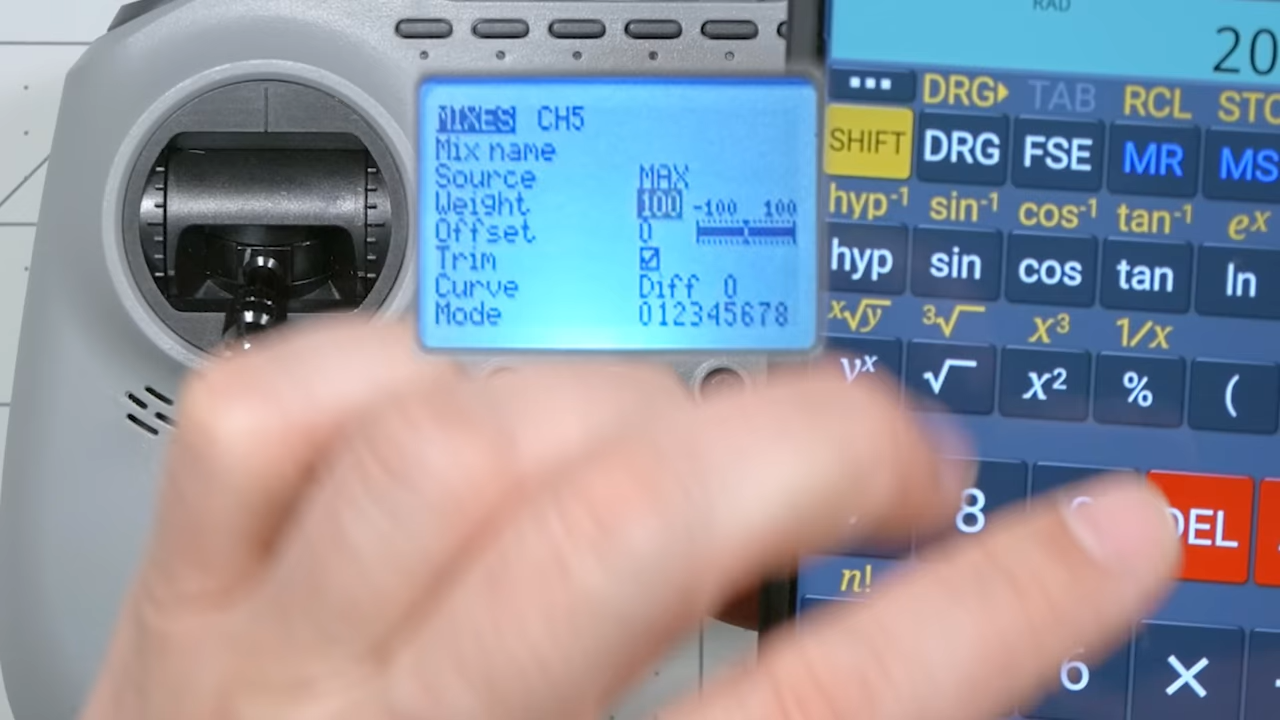 MIXES CH5
Mix name
Source MAX
Weight 100 -100 100
Offset 0
Trim
Curve Diff 0
Mode 012345678
RAD
20
... DRG▸ TAB RCL STO
SHIFT DRG FSE MR MS
hyp⁻¹ sin⁻¹ cos⁻¹ tan⁻¹ eˣ
hyp sin cos tan ln
ˣ√y ³√ x³ 1/x
yˣ √ x² % (
8 DEL
n!
6 ×